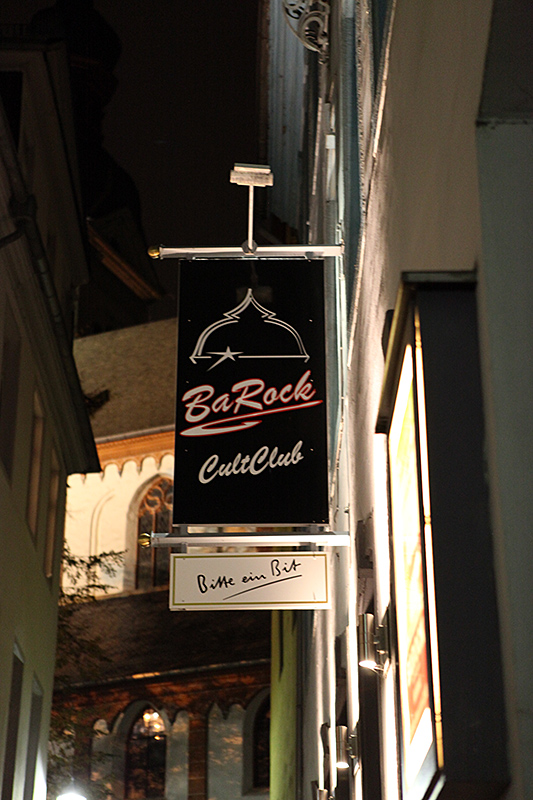 BaRock
CultClub
Bitte ein Bit